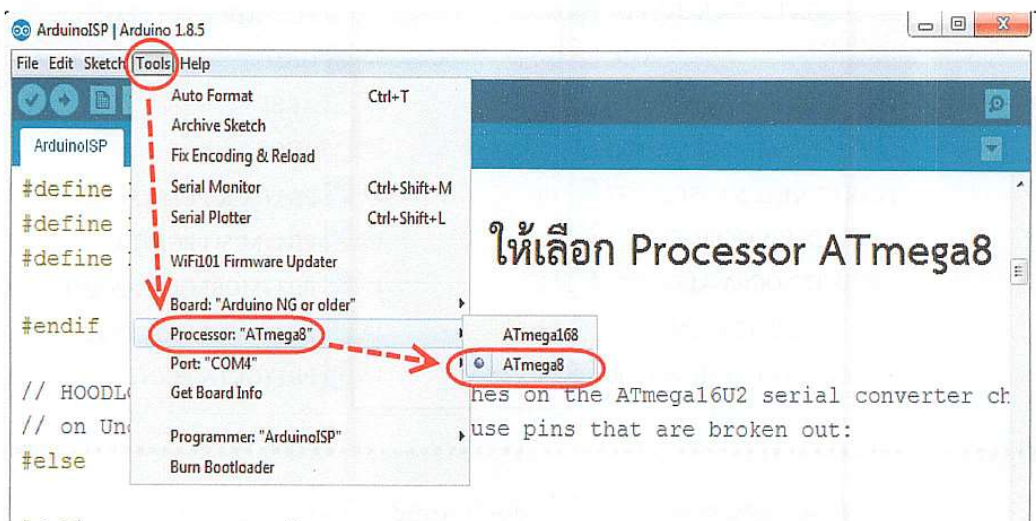 ArduinoISP | Arduino 1.8.5
File Edit Sketch Tools Help
Auto Format Ctrl+T
Archive Sketch
ArduinoISP
Fix Encoding & Reload
#define
Serial Monitor Ctrl+Shift+M
#define
Serial Plotter Ctrl+Shift+L
ให้เลือก Processor ATmega8
#define
WiFi101 Firmware Updater
Board: "Arduino NG or older"
#endif
Processor: "ATmega8"
ATmega168
Port: "COM4"
ATmega8
// HOODL
Get Board Info
hes on the ATmega16U2 serial converter ch
// on Un
Programmer: "ArduinoISP"
use pins that are broken out:
#else
Burn Bootloader